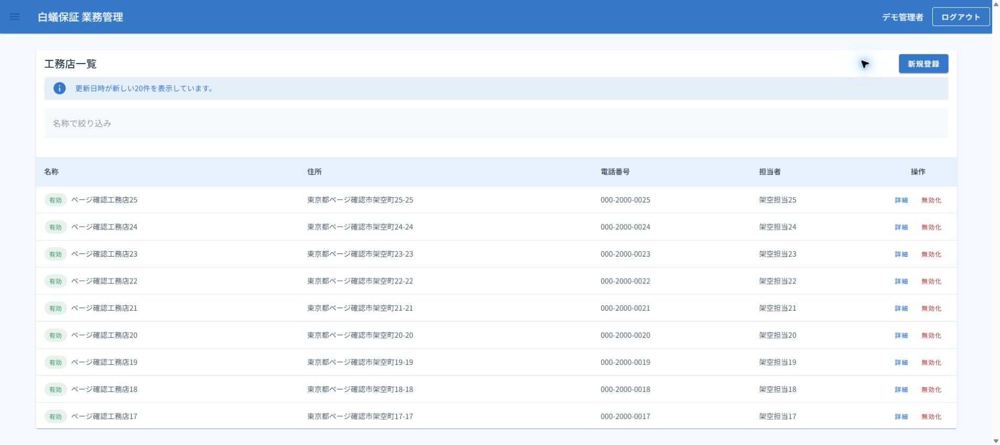 白蟻保証 業務管理
デモ管理者 ログアウト
工務店一覧 新規登録
更新日時が新しい20件を表示しています。
名称で絞り込み
名称 住所 電話番号 担当者 操作
有効 ページ確認工務店25 東京都ページ確認市架空町25-25 000-2000-0025 架空担当25 詳細 無効化
有効 ページ確認工務店24 東京都ページ確認市架空町24-24 000-2000-0024 架空担当24 詳細 無効化
有効 ページ確認工務店23 東京都ページ確認市架空町23-23 000-2000-0023 架空担当23 詳細 無効化
有効 ページ確認工務店22 東京都ページ確認市架空町22-22 000-2000-0022 架空担当22 詳細 無効化
有効 ページ確認工務店21 東京都ページ確認市架空町21-21 000-2000-0021 架空担当21 詳細 無効化
有効 ページ確認工務店20 東京都ページ確認市架空町20-20 000-2000-0020 架空担当20 詳細 無効化
有効 ページ確認工務店19 東京都ページ確認市架空町19-19 000-2000-0019 架空担当19 詳細 無効化
有効 ページ確認工務店18 東京都ページ確認市架空町18-18 000-2000-0018 架空担当18 詳細 無効化
有効 ページ確認工務店17 東京都ページ確認市架空町17-17 000-2000-0017 架空担当17 詳細 無効化